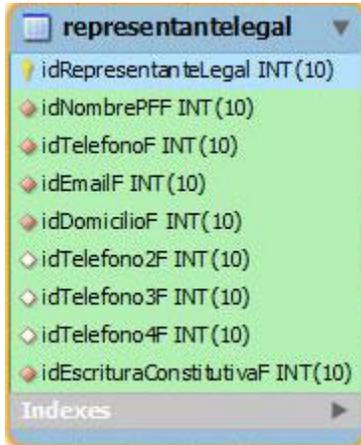 representantelegal
idRepresentanteLegal INT(10)
idNombrePFF INT(10)
idTelefonoF INT(10)
idEmailF INT(10)
idDomicilioF INT(10)
idTelefono2F INT(10)
idTelefono3F INT(10)
idTelefono4F INT(10)
idEscrituraConstitutivaF INT(10)
Indexes